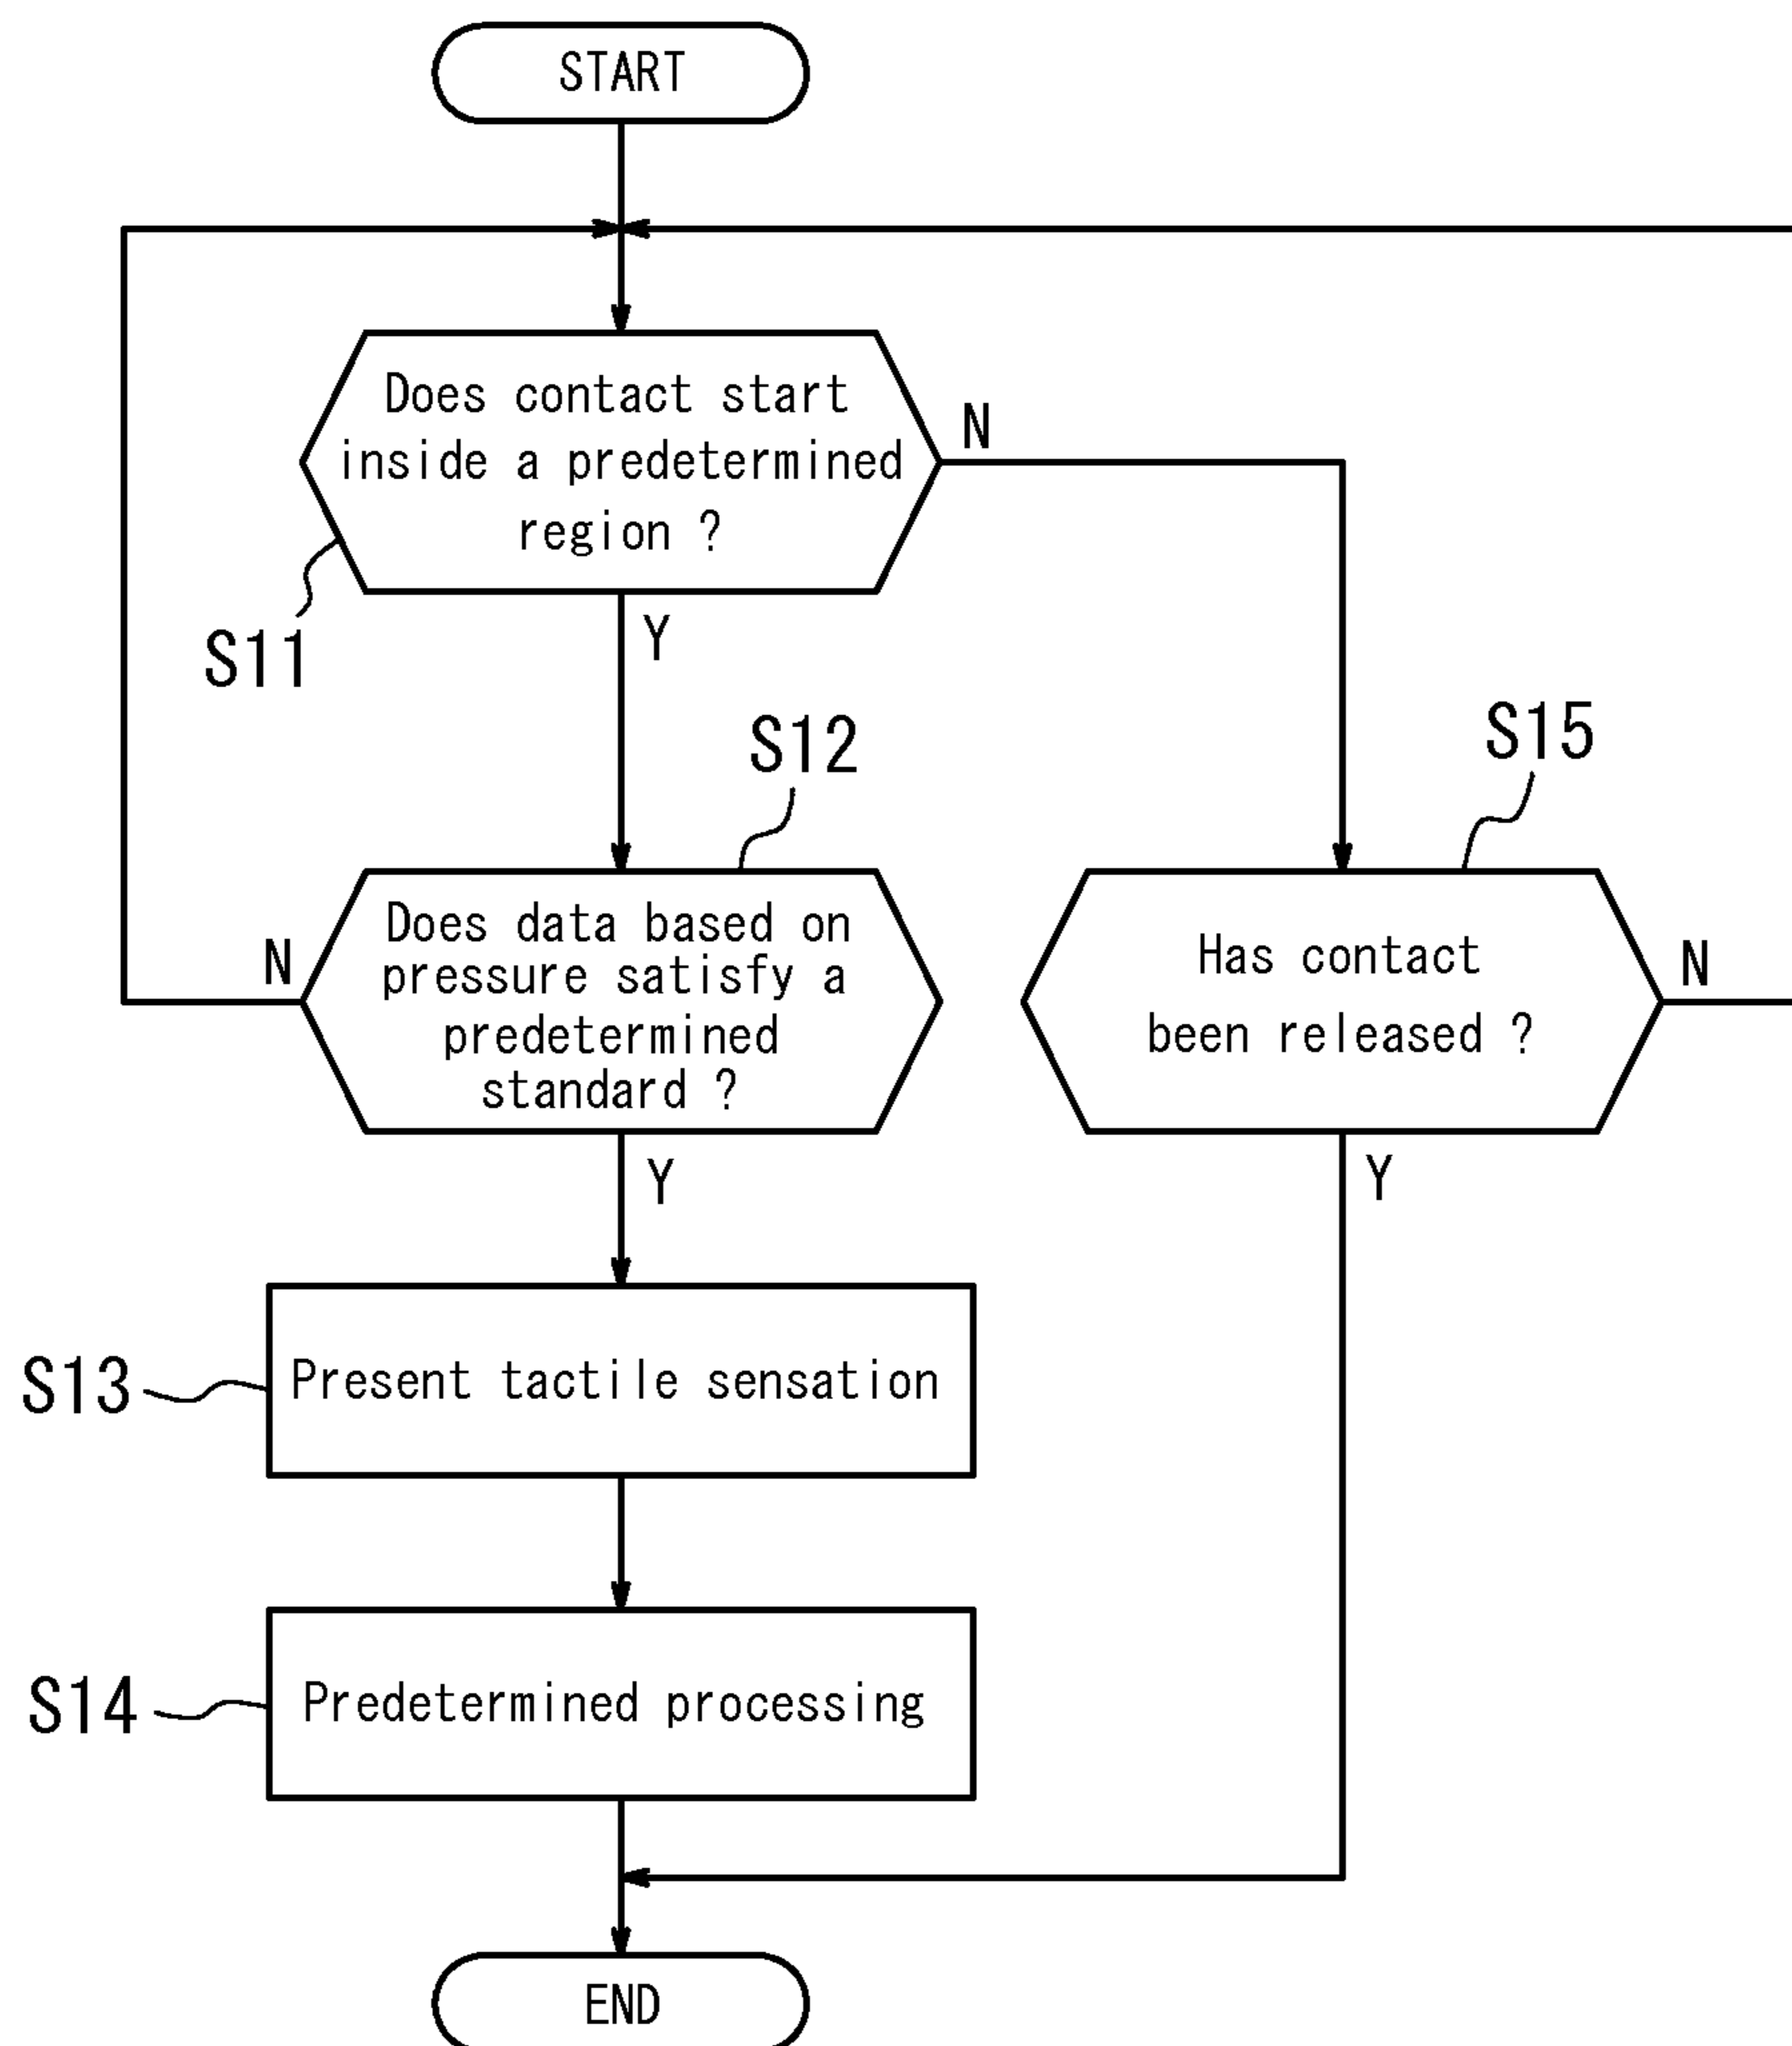 START
Does contact start
inside a predetermined
region ?
N
S11
Y
S12
S15
Does data based on
pressure satisfy a
predetermined
standard ?
N
Y
Has contact
been released ?
N
Y
S13
Present tactile sensation
S14
Predetermined processing
END